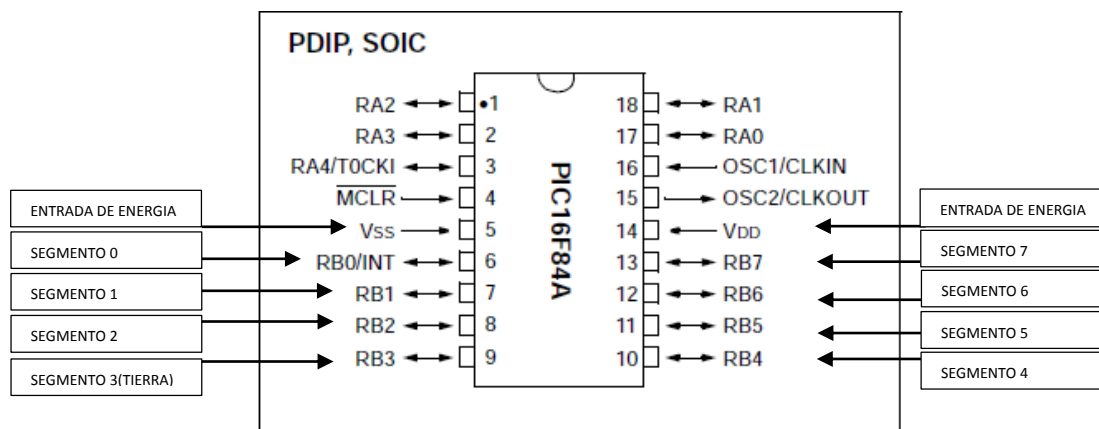 PDIP, SOIC
RA2 1 18 RA1
RA3 2 17 RA0
RA4/T0CKI 3 16 OSC1/CLKIN
MCLR 4 15 OSC2/CLKOUT
VSS 5 14 VDD
RB0/INT 6 13 RB7
RB1 7 12 RB6
RB2 8 11 RB5
RB3 9 10 RB4
PIC16F84A
ENTRADA DE ENERGIA
SEGMENTO 0
SEGMENTO 1
SEGMENTO 2
SEGMENTO 3(TIERRA)
ENTRADA DE ENERGIA
SEGMENTO 7
SEGMENTO 6
SEGMENTO 5
SEGMENTO 4